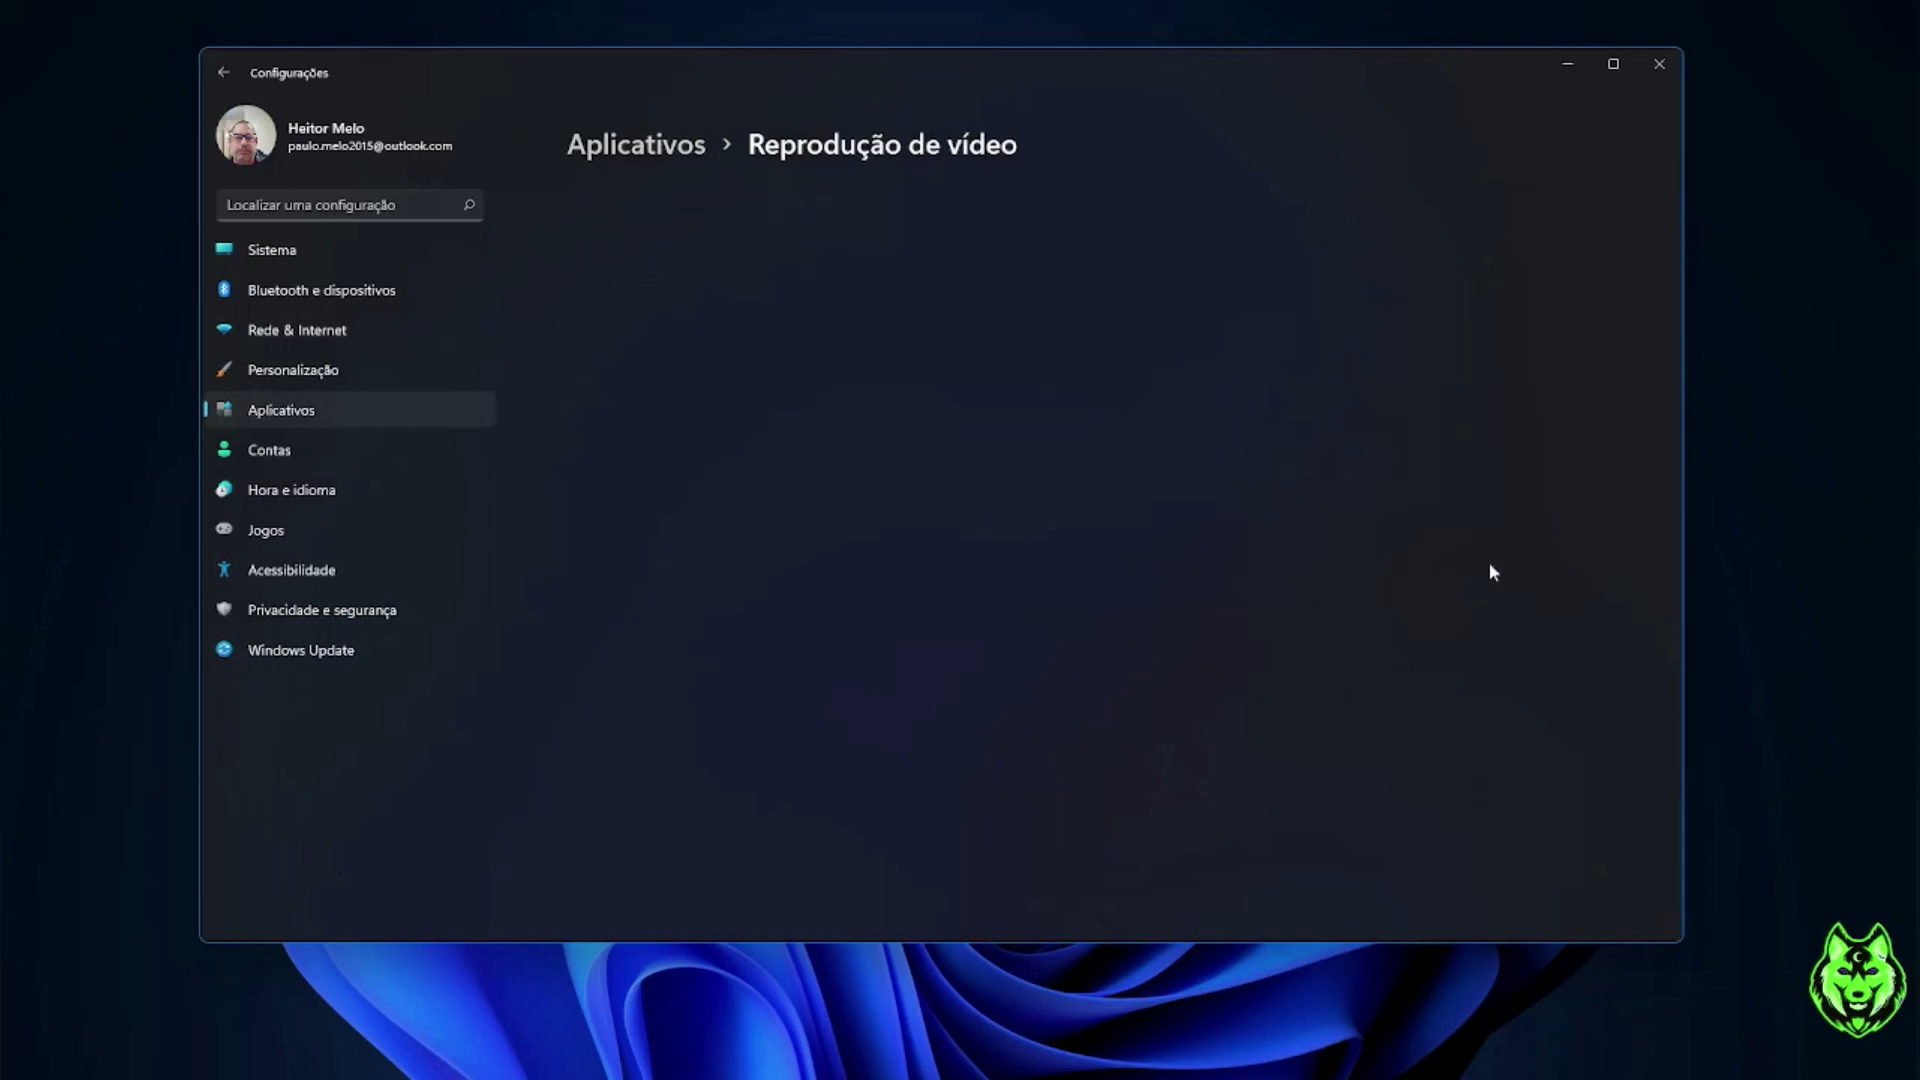 Configurações
Heitor Melo
paulo.melo2015@outlook.com
Aplicativos > Reprodução de vídeo
Localizar uma configuração
Sistema
Bluetooth e dispositivos
Rede & Internet
Personalização
Aplicativos
Contas
Hora e idioma
Jogos
Acessibilidade
Privacidade e segurança
Windows Update